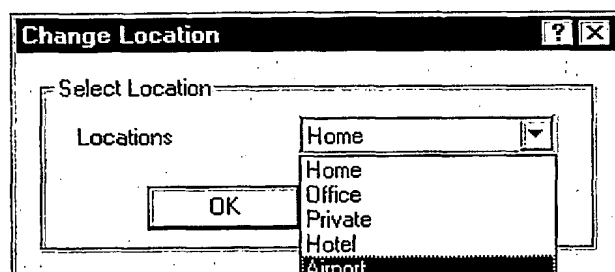 Change Location
Select Location
Locations
Home
Home
Office
OK
Private
Hotel
Airport